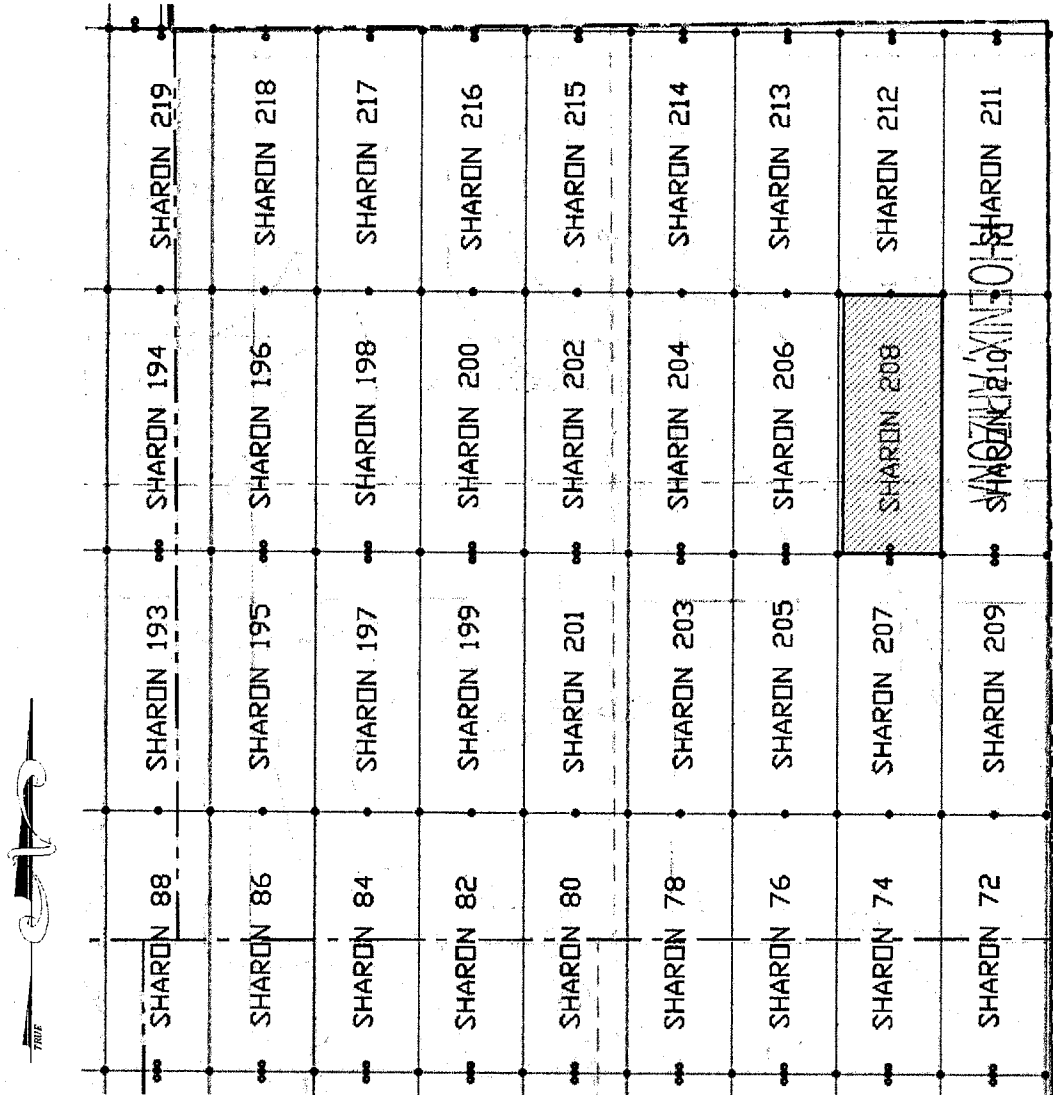 SHARON 219
SHARON 218
SHARON 217
SHARON 216
SHARON 215
SHARON 214
SHARON 213
SHARON 212
SHARON 211
SHARON 194
SHARON 196
SHARON 198
SHARON 200
SHARON 202
SHARON 204
SHARON 206
SHARON 208
SHARON 210
PHOENIX, ARIZONA
SHARON 193
SHARON 195
SHARON 197
SHARON 199
SHARON 201
SHARON 203
SHARON 205
SHARON 207
SHARON 209
SHARON 88
SHARON 86
SHARON 84
SHARON 82
SHARON 80
SHARON 78
SHARON 76
SHARON 74
SHARON 72
TRUE